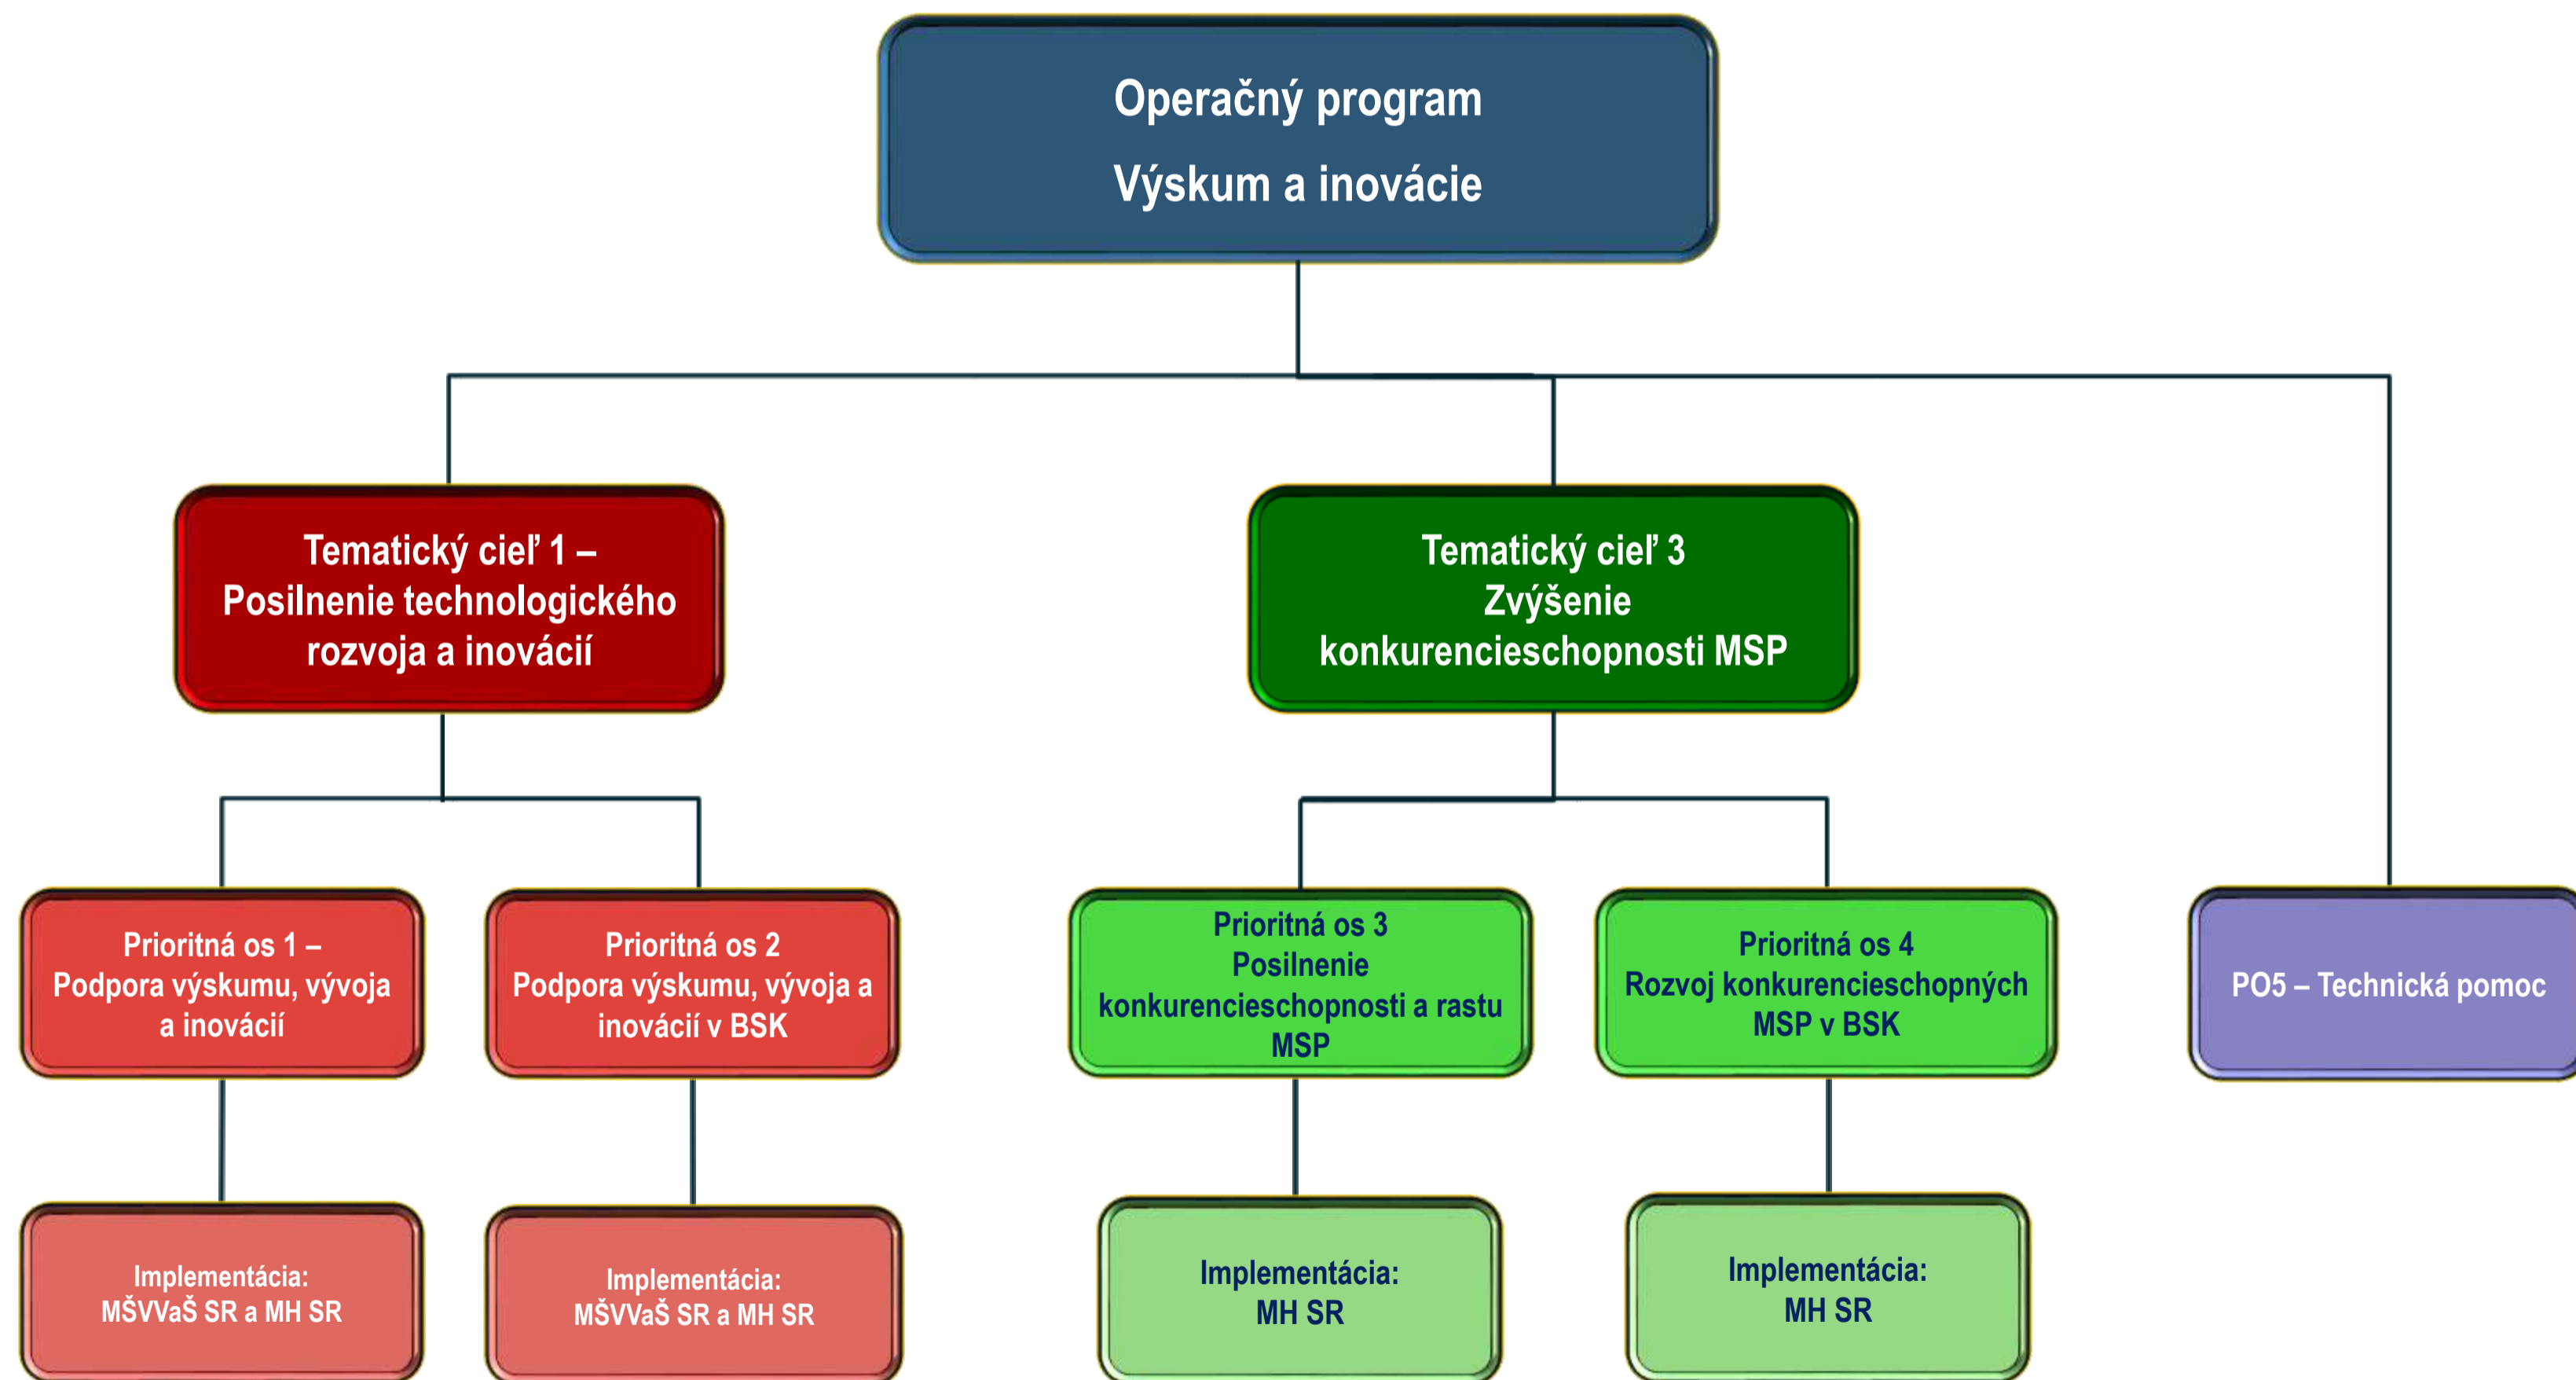 Operačný program
Výskum a inovácie
Tematický cieľ 1 –
Posilnenie technologického
rozvoja a inovácií
Tematický cieľ 3
Zvýšenie
konkurencieschopnosti MSP
Prioritná os 1 –
Podpora výskumu, vývoja
a inovácií
Prioritná os 2
Podpora výskumu, vývoja a
inovácií v BSK
Prioritná os 3
Posilnenie
konkurencieschopnosti a rastu
MSP
Prioritná os 4
Rozvoj konkurencieschopných
MSP v BSK
PO5 – Technická pomoc
Implementácia:
MŠVVaŠ SR a MH SR
Implementácia:
MŠVVaŠ SR a MH SR
Implementácia:
MH SR
Implementácia:
MH SR